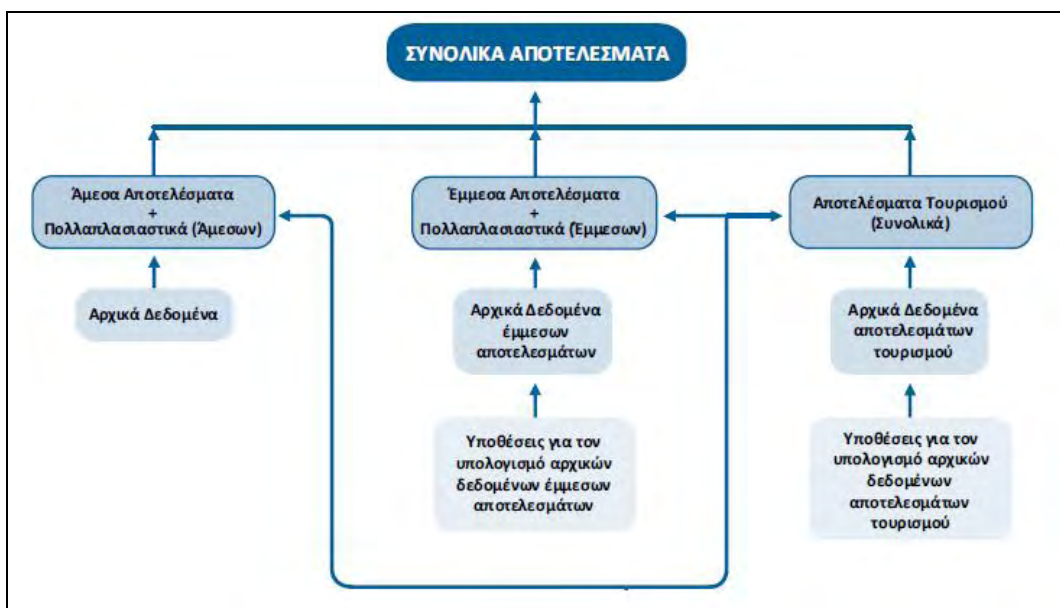 ΣΥΝΟΛΙΚΑ ΑΠΟΤΕΛΕΣΜΑΤΑ
Άμεσα Αποτελέσματα
+
Πολλαπλασιαστικά (Άμεσων)
Έμμεσα Αποτελέσματα
+
Πολλαπλασιαστικά (Έμμεσων)
Αποτελέσματα Τουρισμού
(Συνολικά)
Αρχικά Δεδομένα
Αρχικά Δεδομένα
έμμεσων
αποτελεσμάτων
Αρχικά Δεδομένα
αποτελεσμάτων
τουρισμού
Υποθέσεις για τον
υπολογισμό αρχικών
δεδομένων έμμεσων
αποτελεσμάτων
Υποθέσεις για τον
υπολογισμό αρχικών
δεδομένων
αποτελεσμάτων
τουρισμού